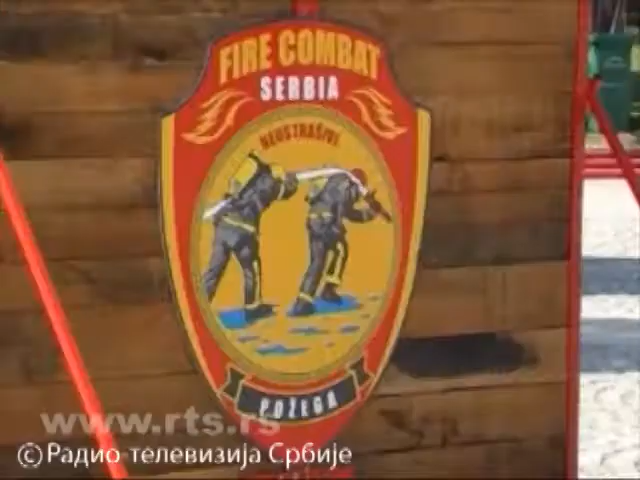 FIRE COMBAT
SERBIA
NEUSTRAŠIVI
POŽEGA
www.rts.rs
©Радио телевизија Србије